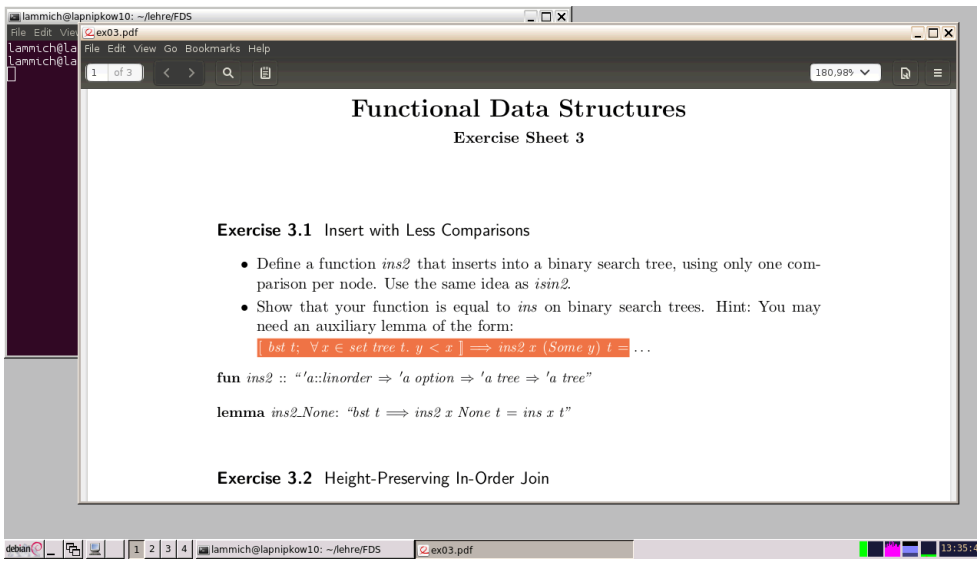 lammich@lapnipkow10: ~/lehre/FDS
File Edit Vie
lammich@la
lammich@la
ex03.pdf
File Edit View Go Bookmarks Help
1 of 3
180,98%
Functional Data Structures
Exercise Sheet 3
Exercise 3.1 Insert with Less Comparisons
• Define a function ins2 that inserts into a binary search tree, using only one com-
parison per node. Use the same idea as isin2.
• Show that your function is equal to ins on binary search trees. Hint: You may
need an auxiliary lemma of the form:
⟦ bst t; ∀ x ∈ set tree t. y < x ⟧ ⟹ ins2 x (Some y) t = ...
fun ins2 :: “'a::linorder ⇒ 'a option ⇒ 'a tree ⇒ 'a tree”
lemma ins2_None: “bst t ⟹ ins2 x None t = ins x t”
Exercise 3.2 Height-Preserving In-Order Join
debian 1 2 3 4 lammich@lapnipkow10: ~/lehre/FDS ex03.pdf 13:35:4